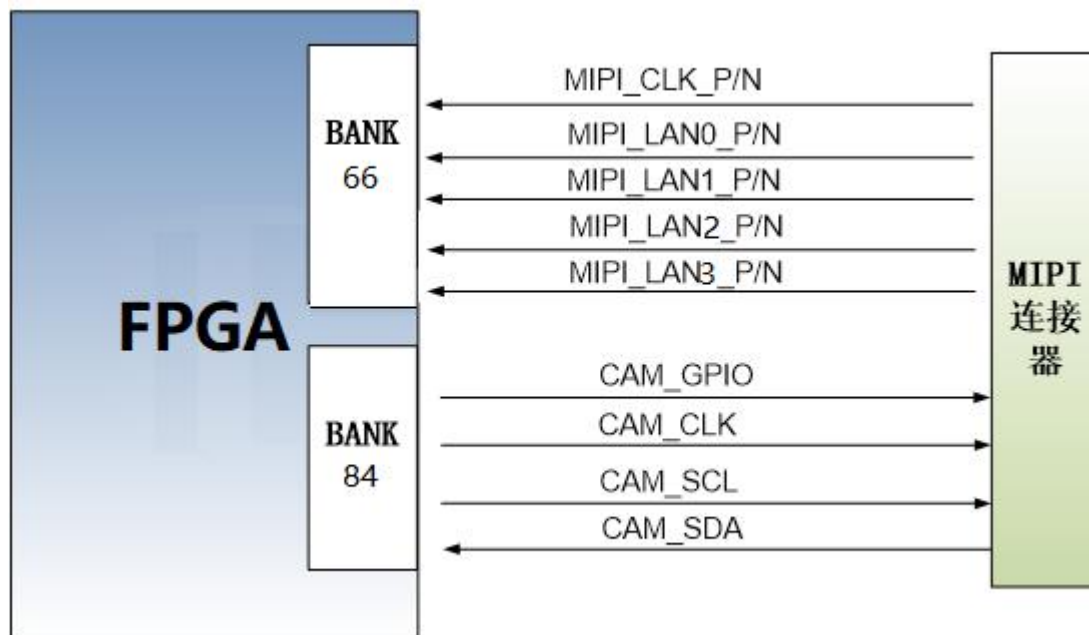 FPGA
BANK
66
BANK
84
MIPI_CLK_P/N
MIPI_LAN0_P/N
MIPI_LAN1_P/N
MIPI_LAN2_P/N
MIPI_LAN3_P/N
CAM_GPIO
CAM_CLK
CAM_SCL
CAM_SDA
MIPI
连接
器